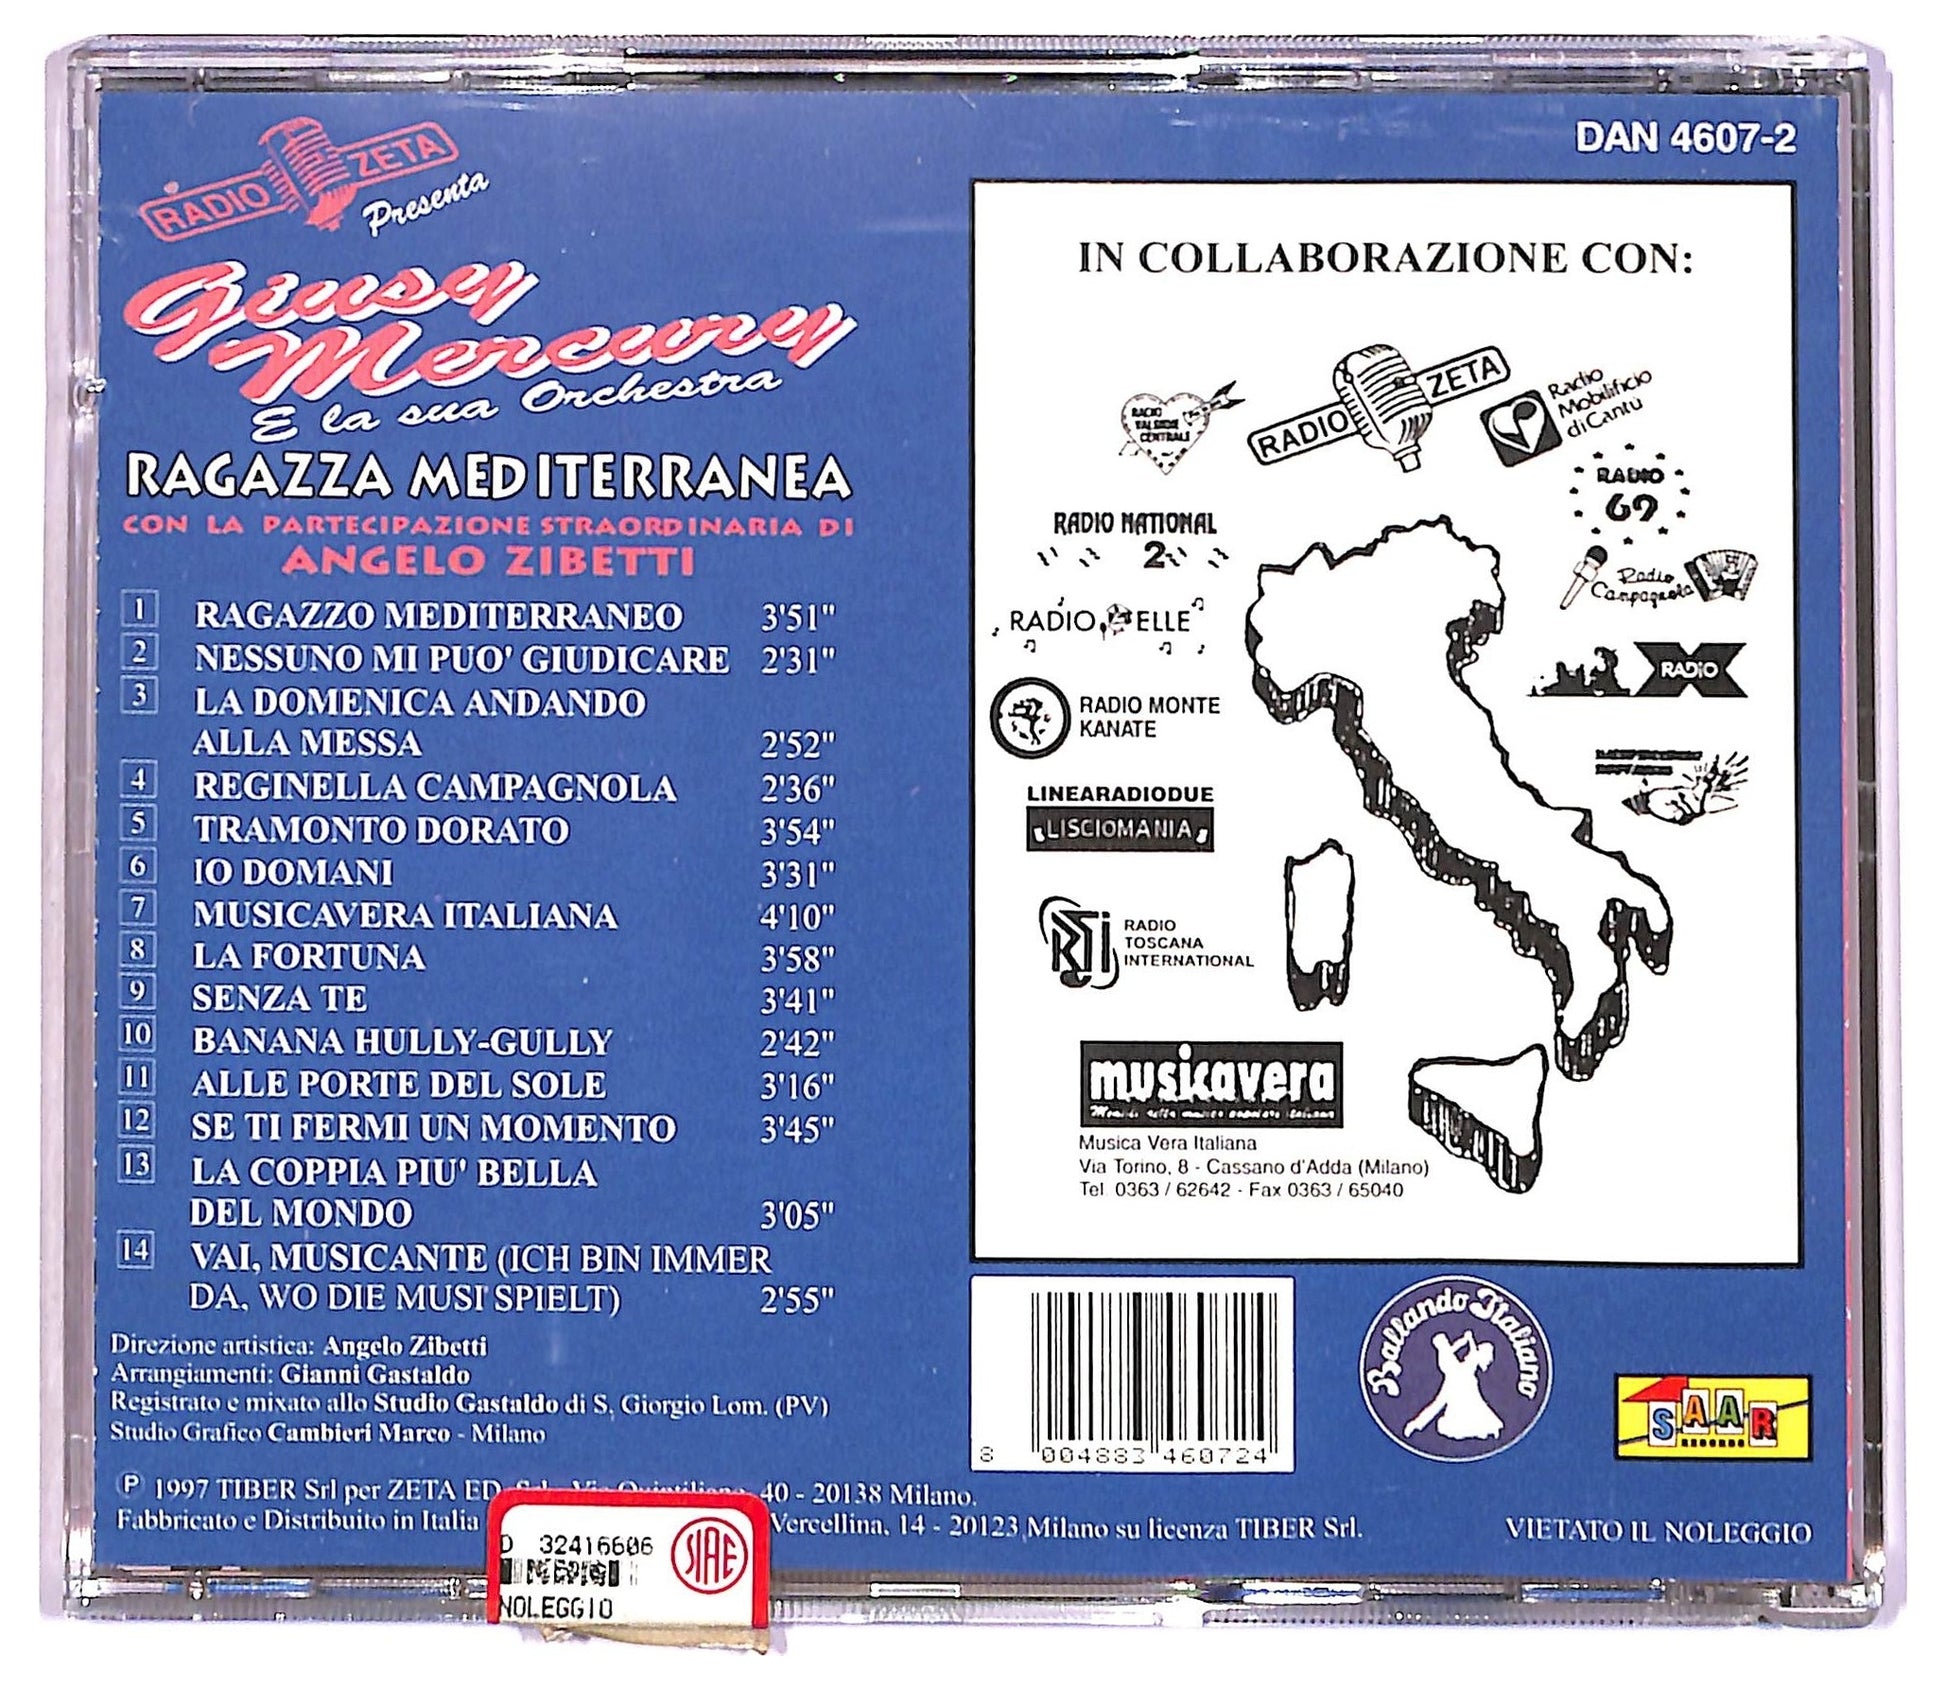 RADIO ZETA
Presenta
Giusy
Mercury
E la sua Orchestra
RAGAZZA MEDITERRANEA
CON LA PARTECIPAZIONE STRAORDINARIA DI
ANGELO ZIBETTI
1 RAGAZZO MEDITERRANEO 3'51"
2 NESSUNO MI PUO' GIUDICARE 2'31"
3 LA DOMENICA ANDANDO
ALLA MESSA 2'52"
4 REGINELLA CAMPAGNOLA 2'36"
5 TRAMONTO DORATO 3'54"
6 IO DOMANI 3'31"
7 MUSICAVERA ITALIANA 4'10"
8 LA FORTUNA 3'58"
9 SENZA TE 3'41"
10 BANANA HULLY-GULLY 2'42"
11 ALLE PORTE DEL SOLE 3'16"
12 SE TI FERMI UN MOMENTO 3'45"
13 LA COPPIA PIU' BELLA
DEL MONDO 3'05"
14 VAI, MUSICANTE (ICH BIN IMMER
DA, WO DIE MUSI' SPIELT) 2'55"
Direzione artistica: Angelo Zibetti
Arrangiamenti: Gianni Gastaldo
Registrato e mixato allo Studio Gastaldo di S. Giorgio Lom. (PV)
Studio Grafico Cambieri Marco - Milano
℗ 1997 TIBER Srl per ZETA ED. 40 - 20138 Milano.
Fabbricato e Distribuito in Italia Vercellina, 14 - 20123 Milano su licenza TIBER Srl.
VIETATO IL NOLEGGIO
D 32416606
NOLEGGIO
SIAE
DAN 4607-2
IN COLLABORAZIONE CON:
RADIO
CENTRALE
RADIO ZETA
Radio
Mobilificio
di Cantù
RADIO
69
RADIO NATIONAL
2
Radio
Campagnola
RADIO ELLE
RADIO X
RADIO MONTE
KANATE
LINEARADIODUE
LISCIOMANIA
RADIO
TOSCANA
INTERNATIONAL
musicavera
Musica Vera Italiana
Via Torino, 8 - Cassano d'Adda (Milano)
Tel. 0363 / 62642 - Fax 0363 / 65040
8 004883 460724
Ballando Italiano
SAAR
RECORDS